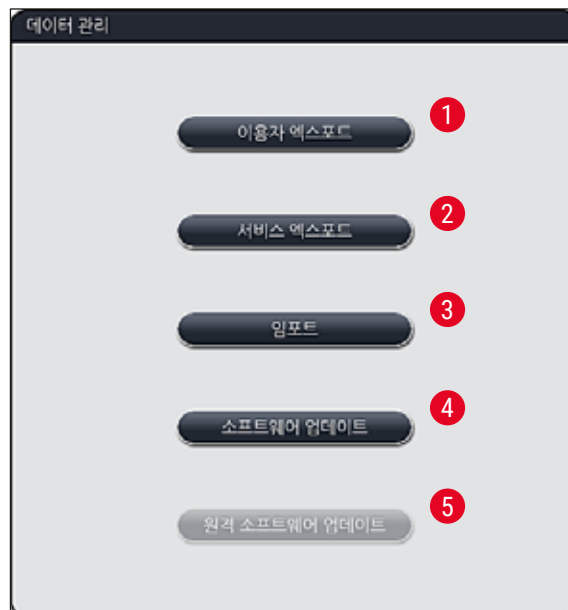 데이터 관리
이용자 엑스포트 1
서비스 엑스포트 2
임포트 3
소프트웨어 업데이트 4
원격 소프트웨어 업데이트 5